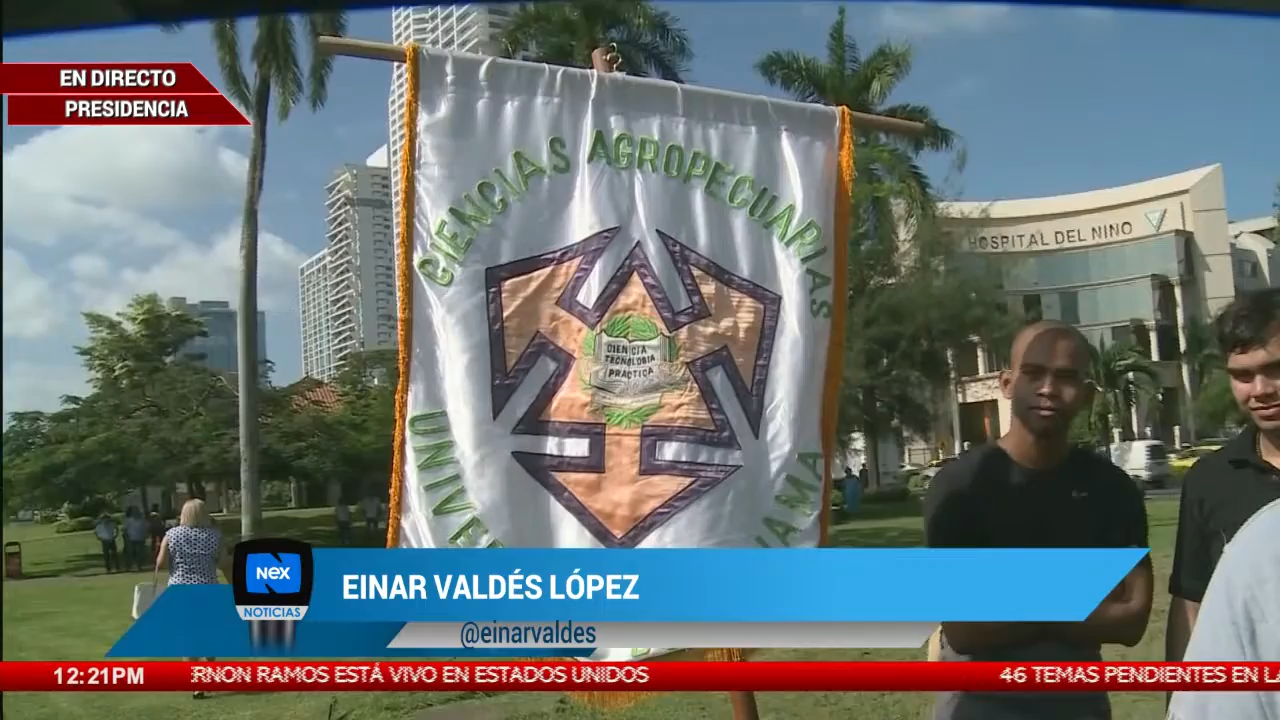 EN DIRECTO
PRESIDENCIA
CIENCIAS AGROPECUARIAS
CIENCIA
TECNOLOGIA
PRACTICA
HOSPITAL DEL NIÑO
nex
NOTICIAS
EINAR VALDÉS LÓPEZ
@einarvaldes
12:21PM
RNON RAMOS ESTÁ VIVO EN ESTADOS UNIDOS
46 TEMAS PENDIENTES EN LA